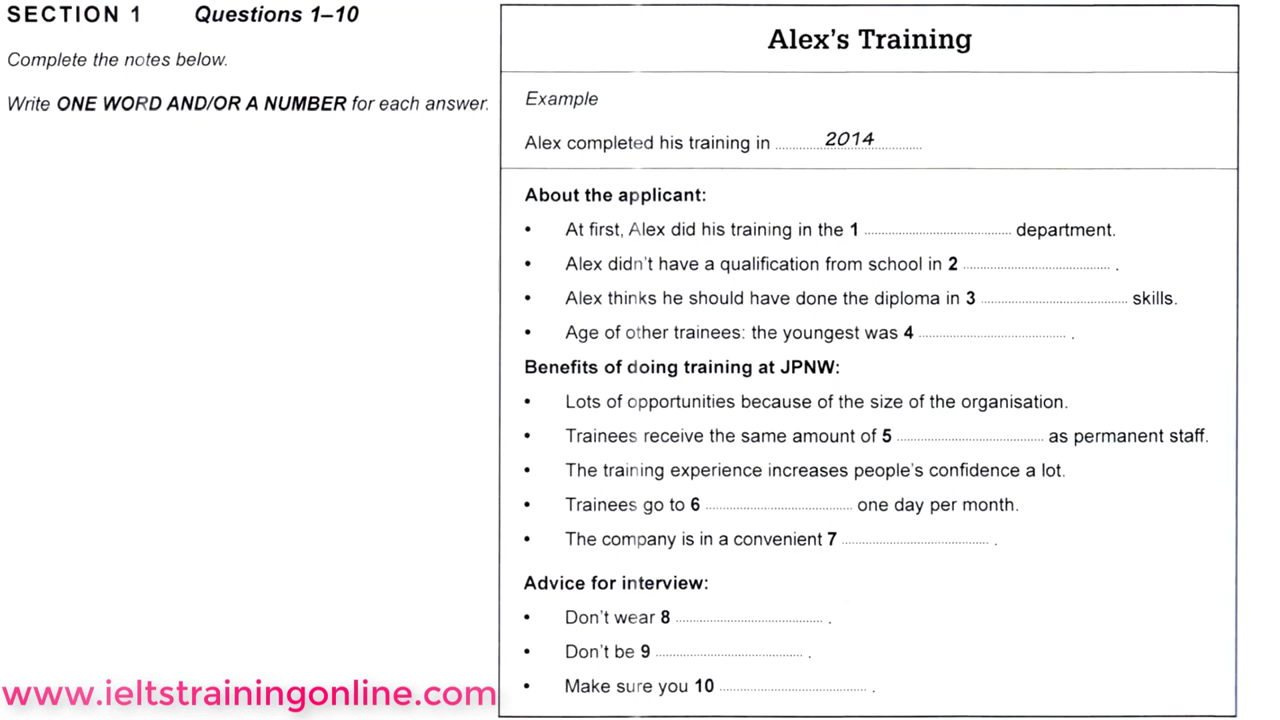 SECTION 1 Questions 1–10
Complete the notes below.
Write ONE WORD AND/OR A NUMBER for each answer.
Alex's Training
Example
Alex completed his training in ........2014........
About the applicant:
• At first, Alex did his training in the 1 ........................ department.
• Alex didn't have a qualification from school in 2 ........................ .
• Alex thinks he should have done the diploma in 3 ........................ skills.
• Age of other trainees: the youngest was 4 ........................ .
Benefits of doing training at JPNW:
• Lots of opportunities because of the size of the organisation.
• Trainees receive the same amount of 5 ........................ as permanent staff.
• The training experience increases people's confidence a lot.
• Trainees go to 6 ........................ one day per month.
• The company is in a convenient 7 ........................ .
Advice for interview:
• Don't wear 8 ........................ .
• Don't be 9 ........................ .
• Make sure you 10 ........................ .
www.ieltstrainingonline.com